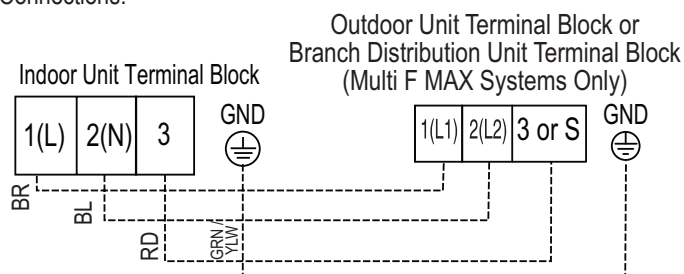 Connections:
Outdoor Unit Terminal Block or
Branch Distribution Unit Terminal Block
(Multi F MAX Systems Only)
Indoor Unit Terminal Block
1(L) 2(N) 3 GND
1(L1) 2(L2) 3 or S GND
BR
BL
RD
GRN/
YLW